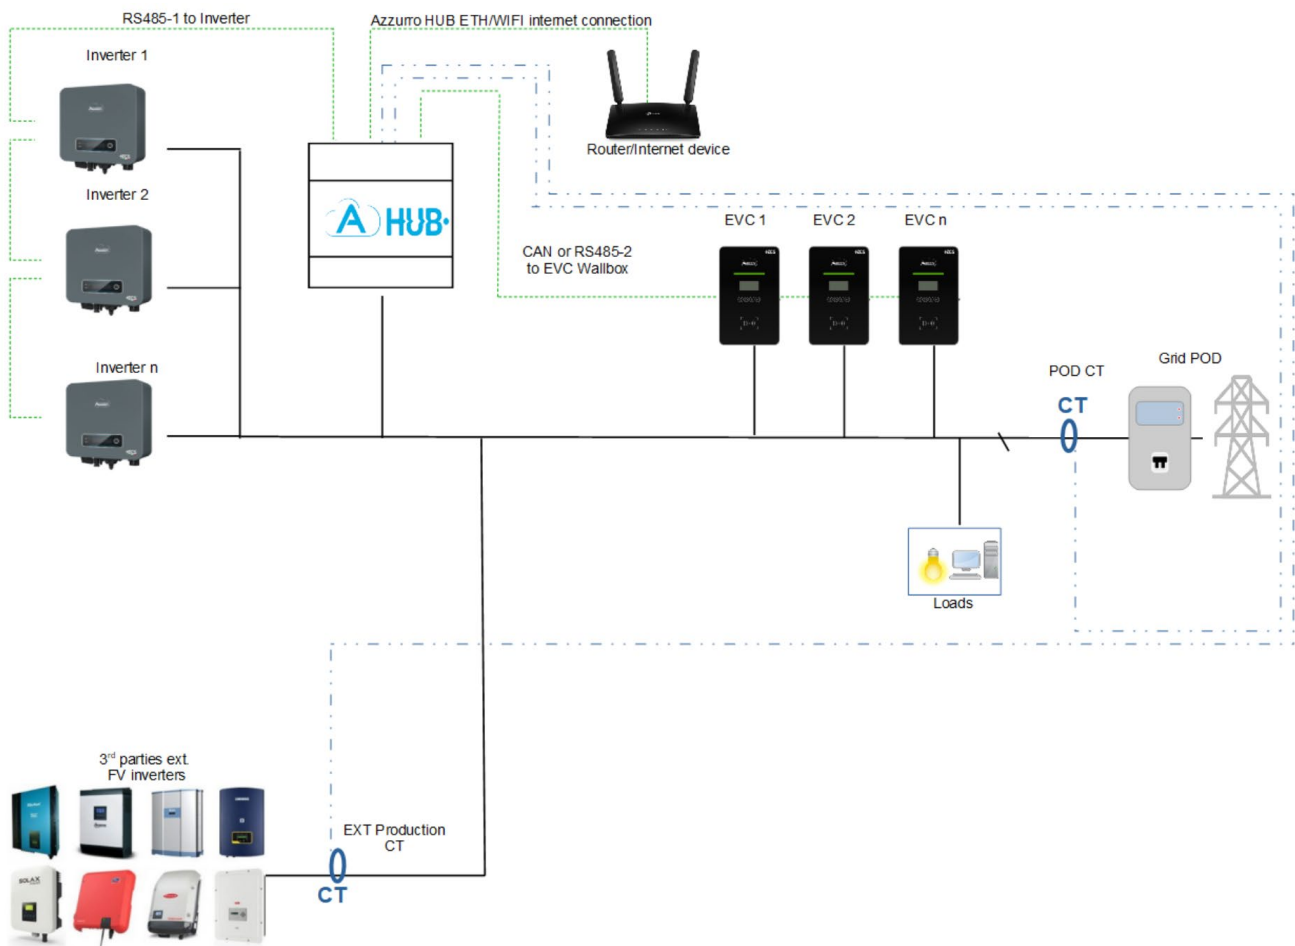 RS485-1 to Inverter
Azzurro HUB ETH/WIFI internet connection
Inverter 1
Router/Internet device
Inverter 2
A HUB
EVC 1
EVC 2
EVC n
CAN or RS485-2
to EVC Wallbox
Inverter n
POD CT
Grid POD
CT
Loads
3rd parties ext.
FV inverters
EXT Production
CT
CT
SOLAX